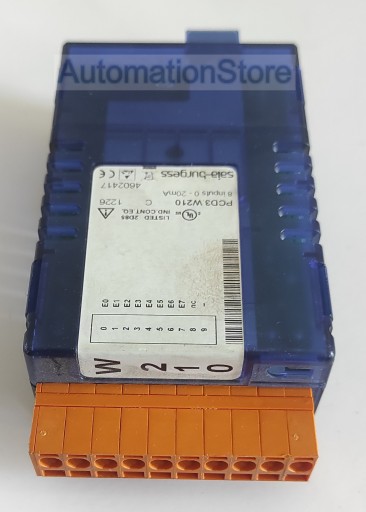 AutomationStore
saia-burgess
8 inputs 0 - 20mA
4602417
PCD3.W210
C 1226
LISTED 2D85
IND.CONT.EQ.
0 E0
1 E1
2 E2
3 E3
4 E4
5 E5
6 E6
7 E7
8 nc
9 -
W 2 1 0